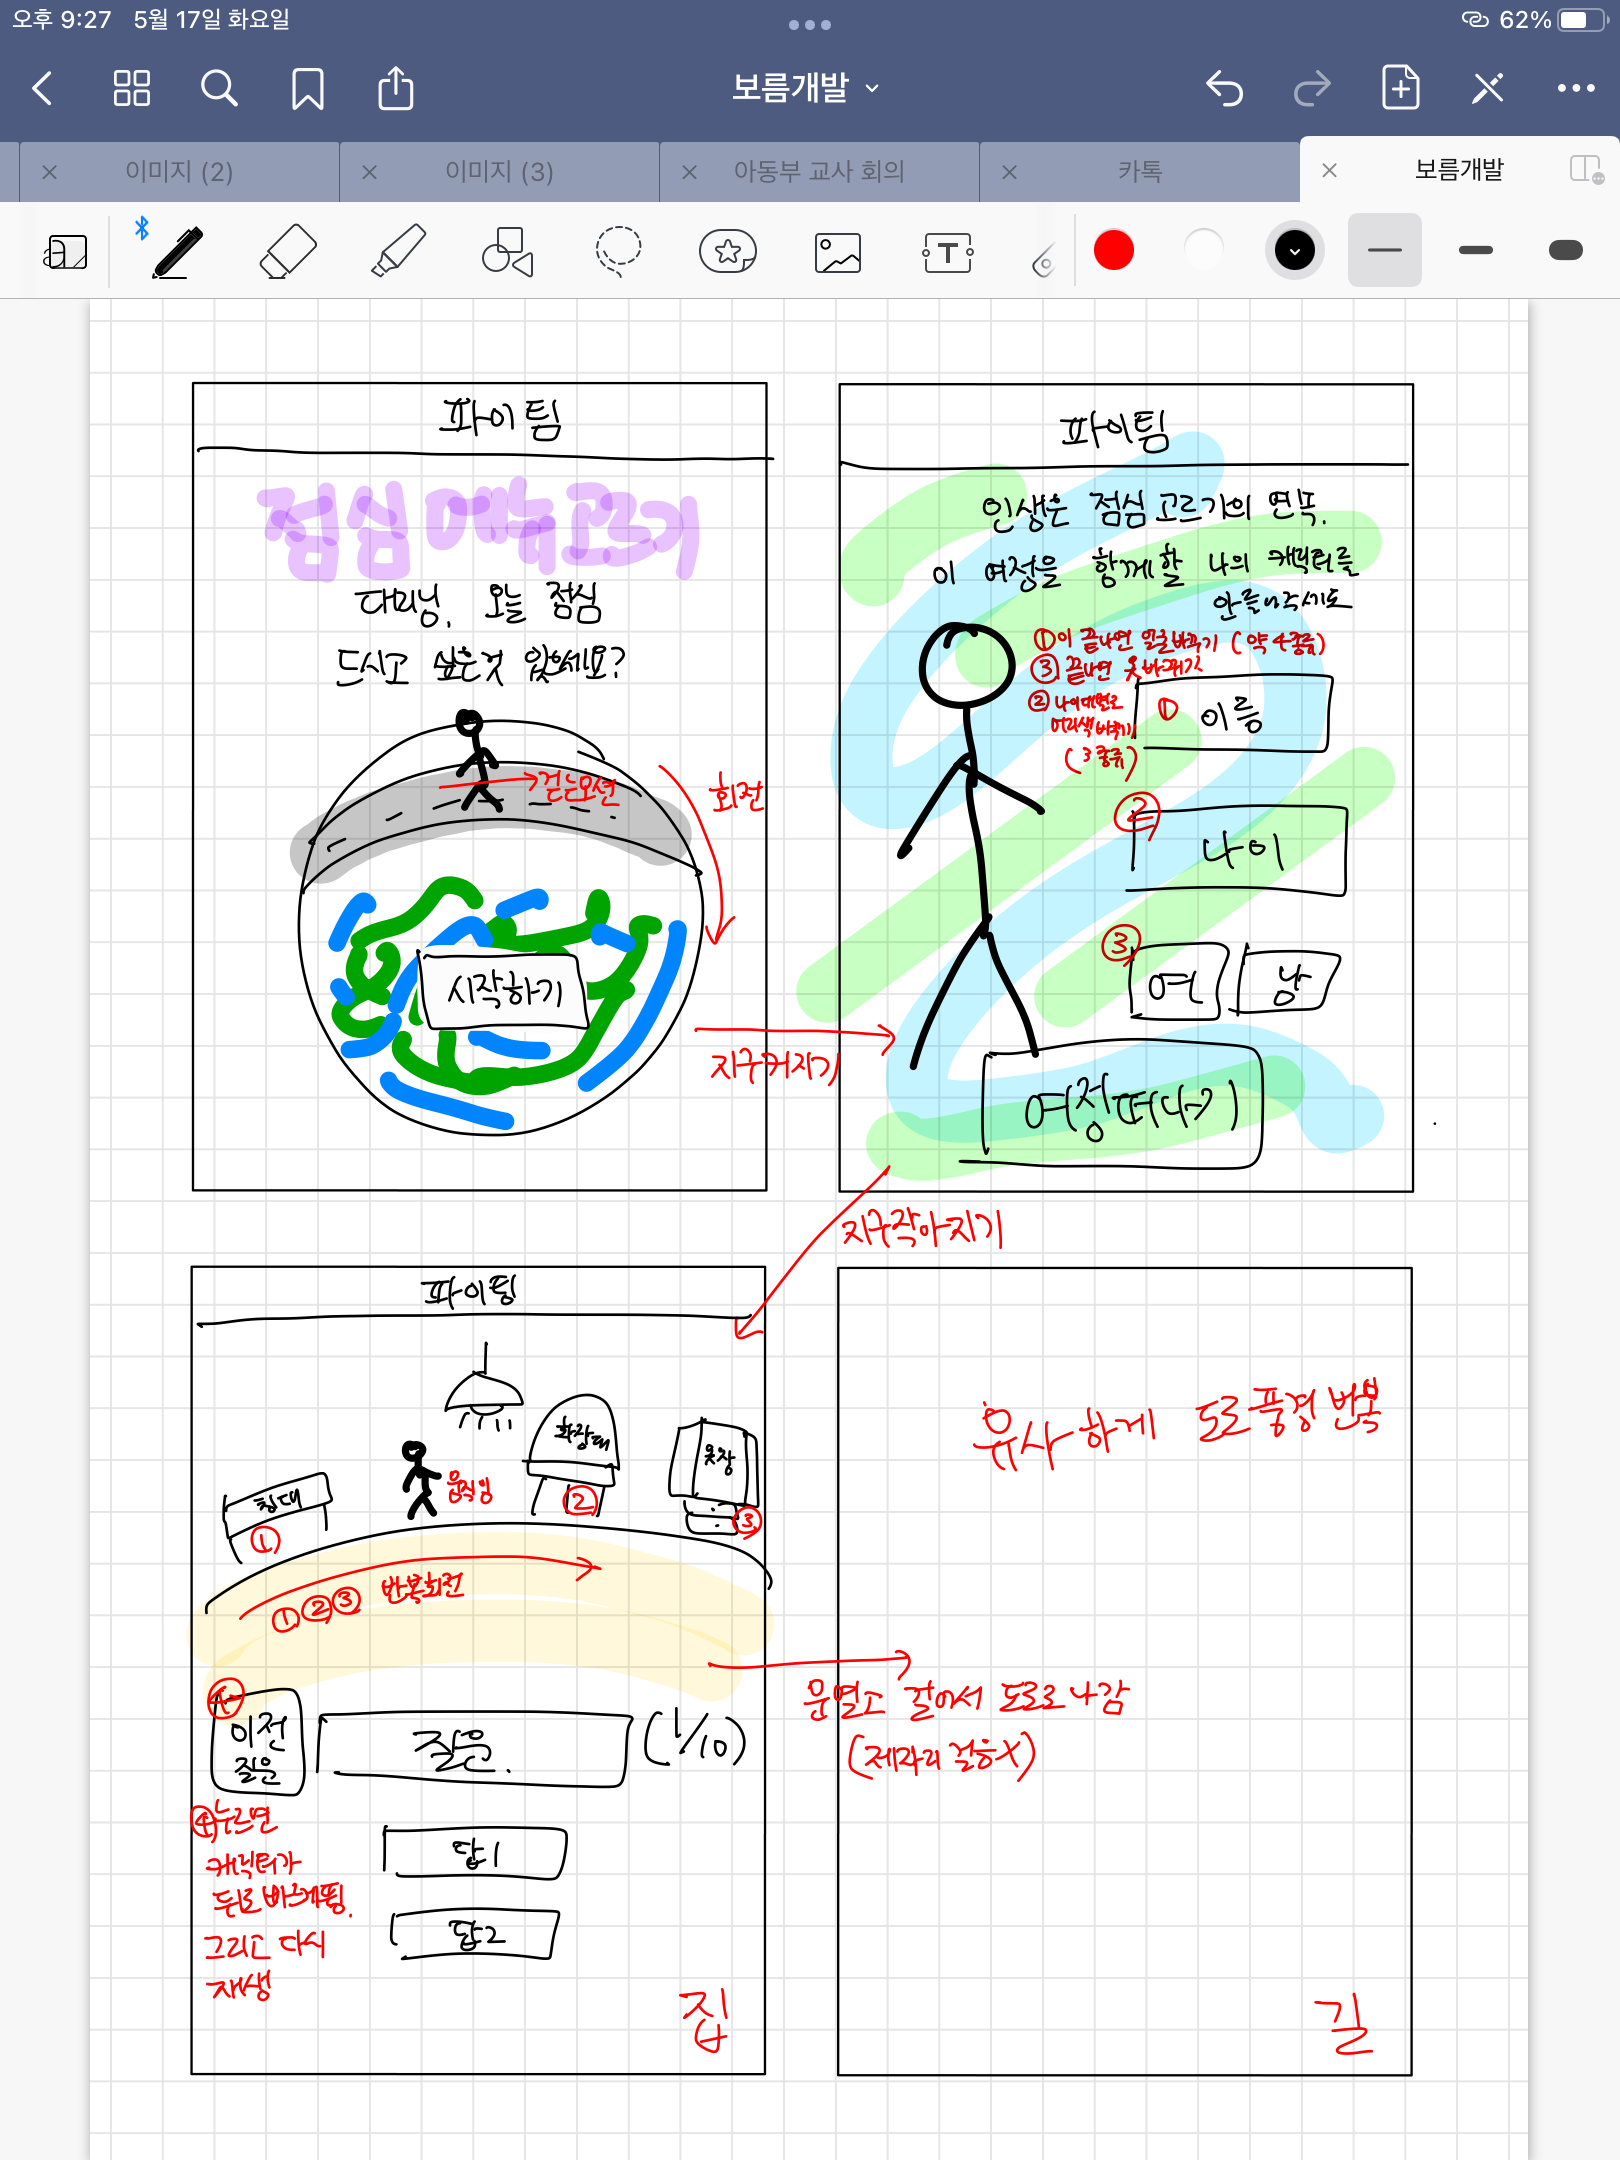 오후 9:27 5월 17일 화요일
62%
보름개발
이미지 (2)
이미지 (3)
아동부 교사 회의
카톡
보름개발
파이팀
점심메뉴고르기
대리님, 오늘 점심
드시고 싶은것 있으세요?
걷는모션
회전
시작하기
지구커지기
파이팀
인생은 점심 고르기의 연속.
이 여정을 함께할 나의 캐릭터를
만들어주세요
①이 끝나면 얼굴바꾸기 (약 4종류)
③ 끝나면 옷바꾸기
② 나이대별로
머리색 바꾸기
(3종류)
① 이름
② 나이
③ 여 남
여정떠나기
지구작아지기
파이팀
침대
①
움직임
화장대
②
옷장
③
①②③ 반복회전
이전
질문
질문.
(1/10)
④누르면
캐릭터가
뒤로 빠르게뜀.
그리고 다시
재생
답1
답2
집
문열고 걸어서 도로로 나감
(제자리 걸음X)
유사하게 도로풍경 반복
길